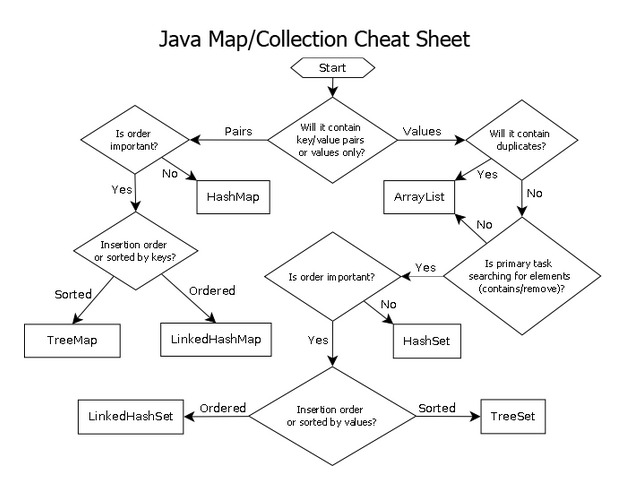 Java Map/Collection Cheat Sheet
Start
Will it contain
key/value pairs
or values only?
Pairs
Values
Is order
important?
No
HashMap
Yes
Insertion order
or sorted by keys?
Sorted
TreeMap
Ordered
LinkedHashMap
Will it contain
duplicates?
Yes
ArrayList
No
Is primary task
searching for elements
(contains/remove)?
No
Yes
Is order important?
No
HashSet
Yes
Insertion order
or sorted by values?
Ordered
LinkedHashSet
Sorted
TreeSet